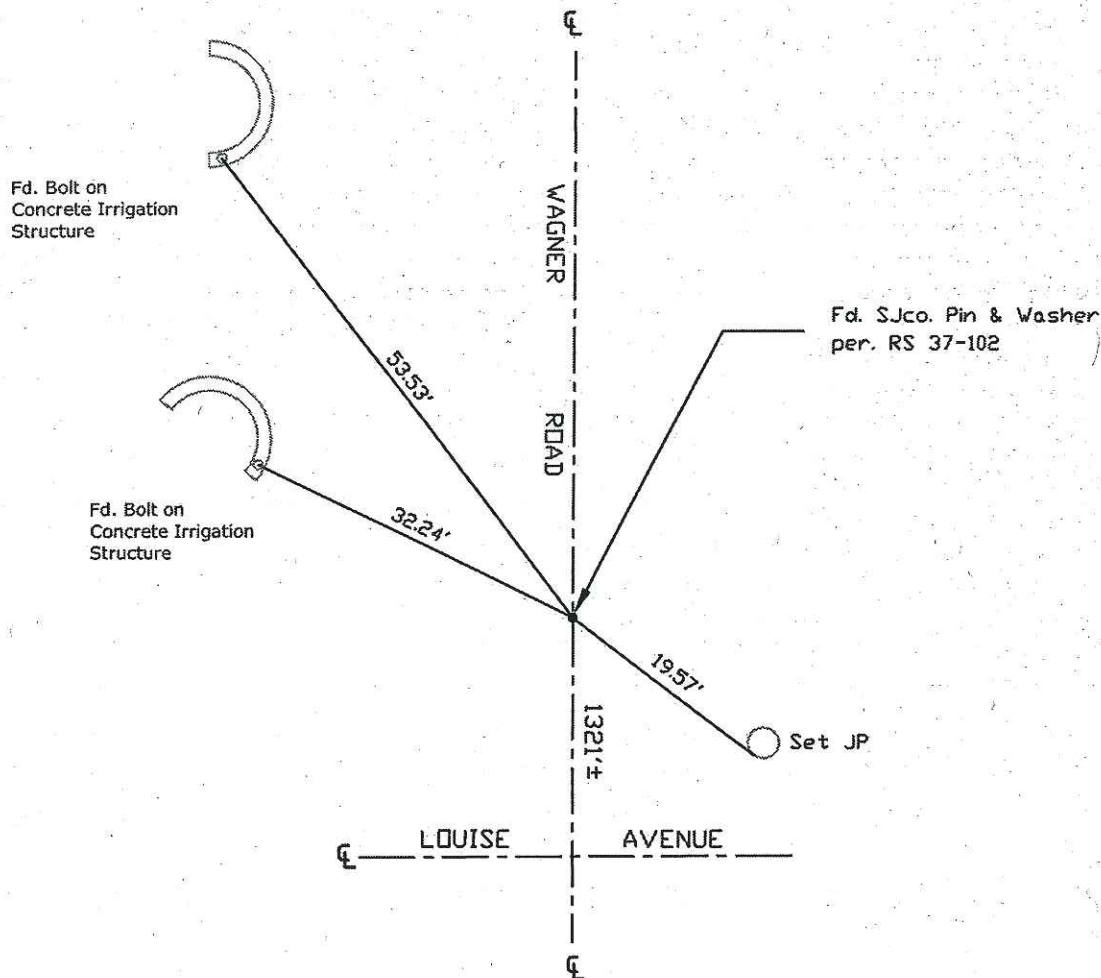 ℄
Fd. Bolt on
Concrete Irrigation
Structure
WAGNER ROAD
Fd. SJco. Pin & Washer
per. RS 37-102
53.53'
Fd. Bolt on
Concrete Irrigation
Structure
32.24'
19.57'
Set JP
1321'±
℄ LOUISE AVENUE
℄